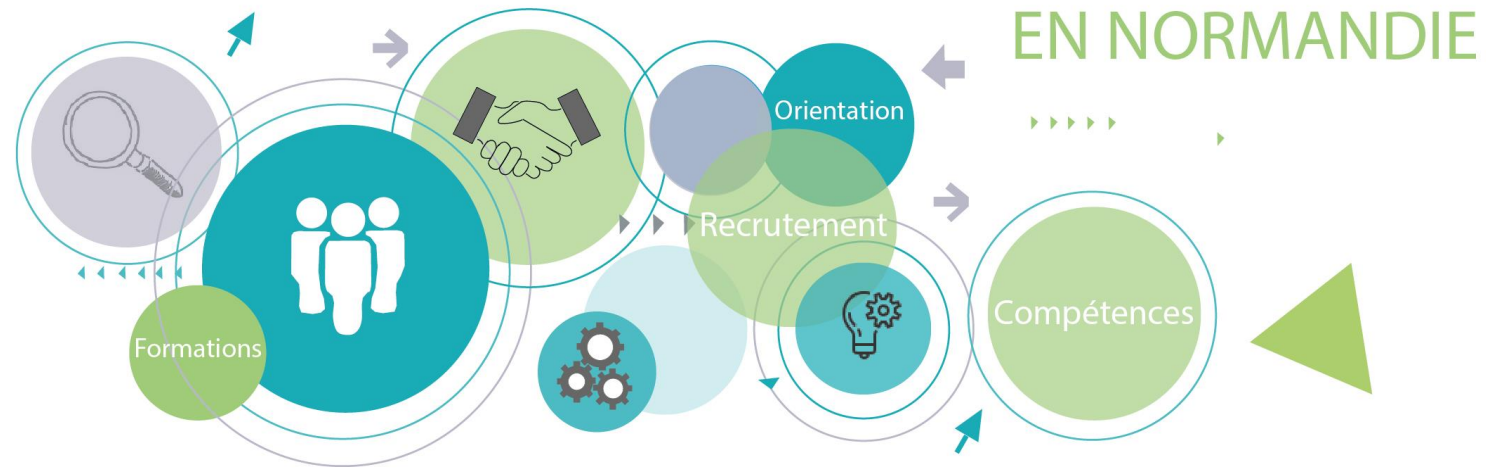 EN NORMANDIE
Orientation
Recrutement
Compétences
Formations